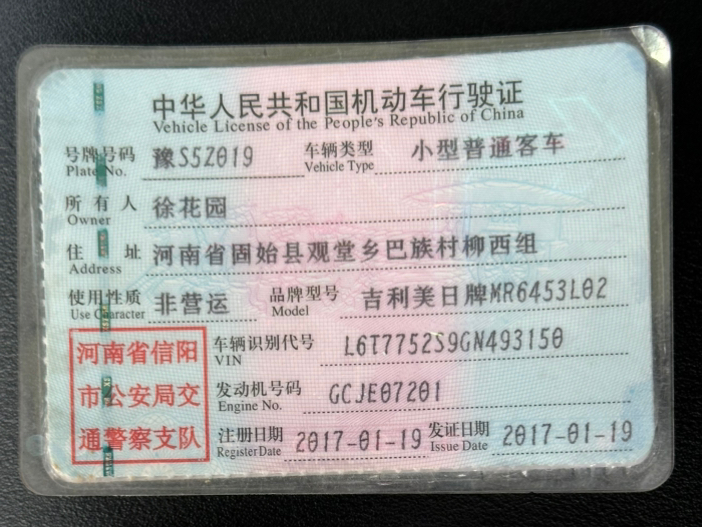 中华人民共和国机动车行驶证
Vehicle License of the People's Republic of China
号牌号码 豫S5Z019 车辆类型 小型普通客车
Plate No. Vehicle Type
所有人 徐花园
Owner
住址 河南省固始县观堂乡巴族村柳西组
Address
使用性质 非营运 品牌型号 吉利美日牌MR6453L02
Use Character Model
河南省信阳 车辆识别代号 L6T7752S9GN493150
VIN
市公安局交 发动机号码 GCJE07201
Engine No.
通警察支队 注册日期 2017-01-19 发证日期 2017-01-19
Register Date Issue Date